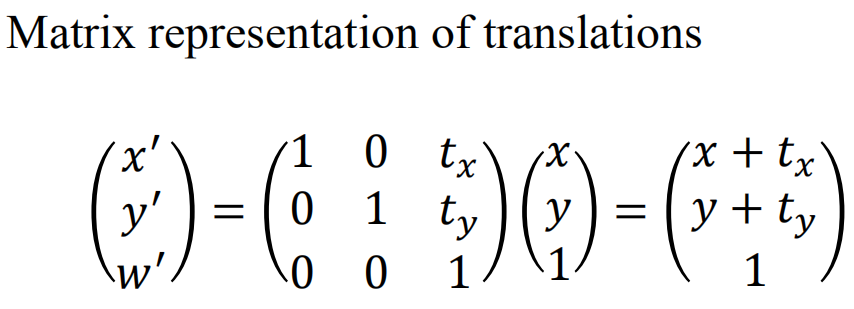 Matrix representation of translations
(x′ y′ w′) = (1 0 t_x 0 1 t_y 0 0 1) (x y 1) = (x + t_x y + t_y 1)